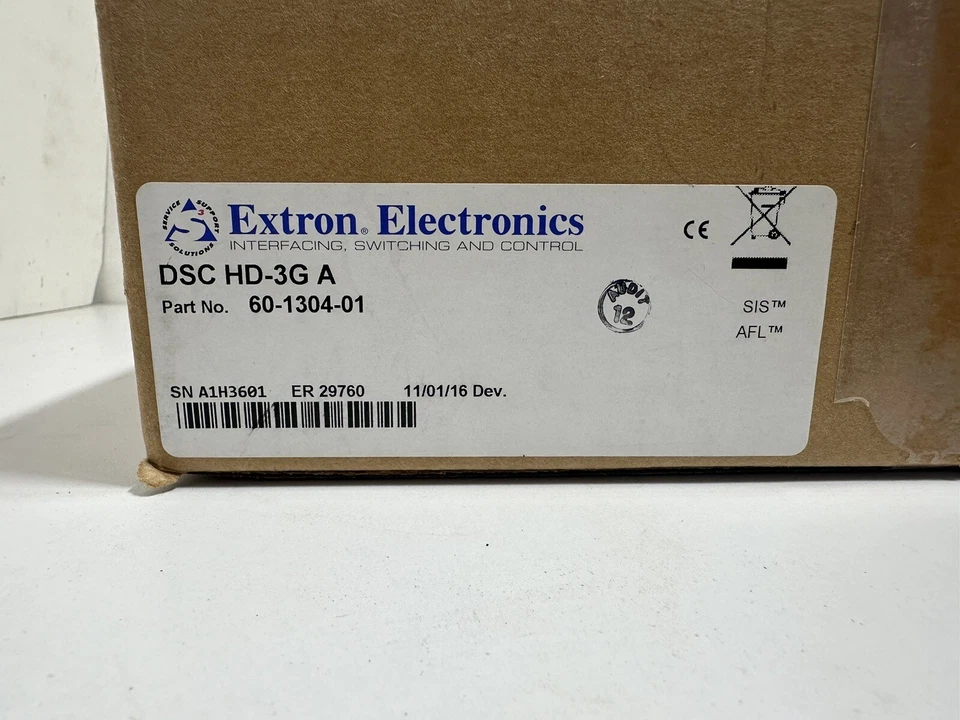 SERVICE SUPPORT SOLUTIONS
S3
Extron® Electronics
INTERFACING, SWITCHING AND CONTROL
CE
DSC HD-3G A
Part No. 60-1304-01
AUDIT
12
SIS™
AFL™
SN A1H3601 ER 29760 11/01/16 Dev.